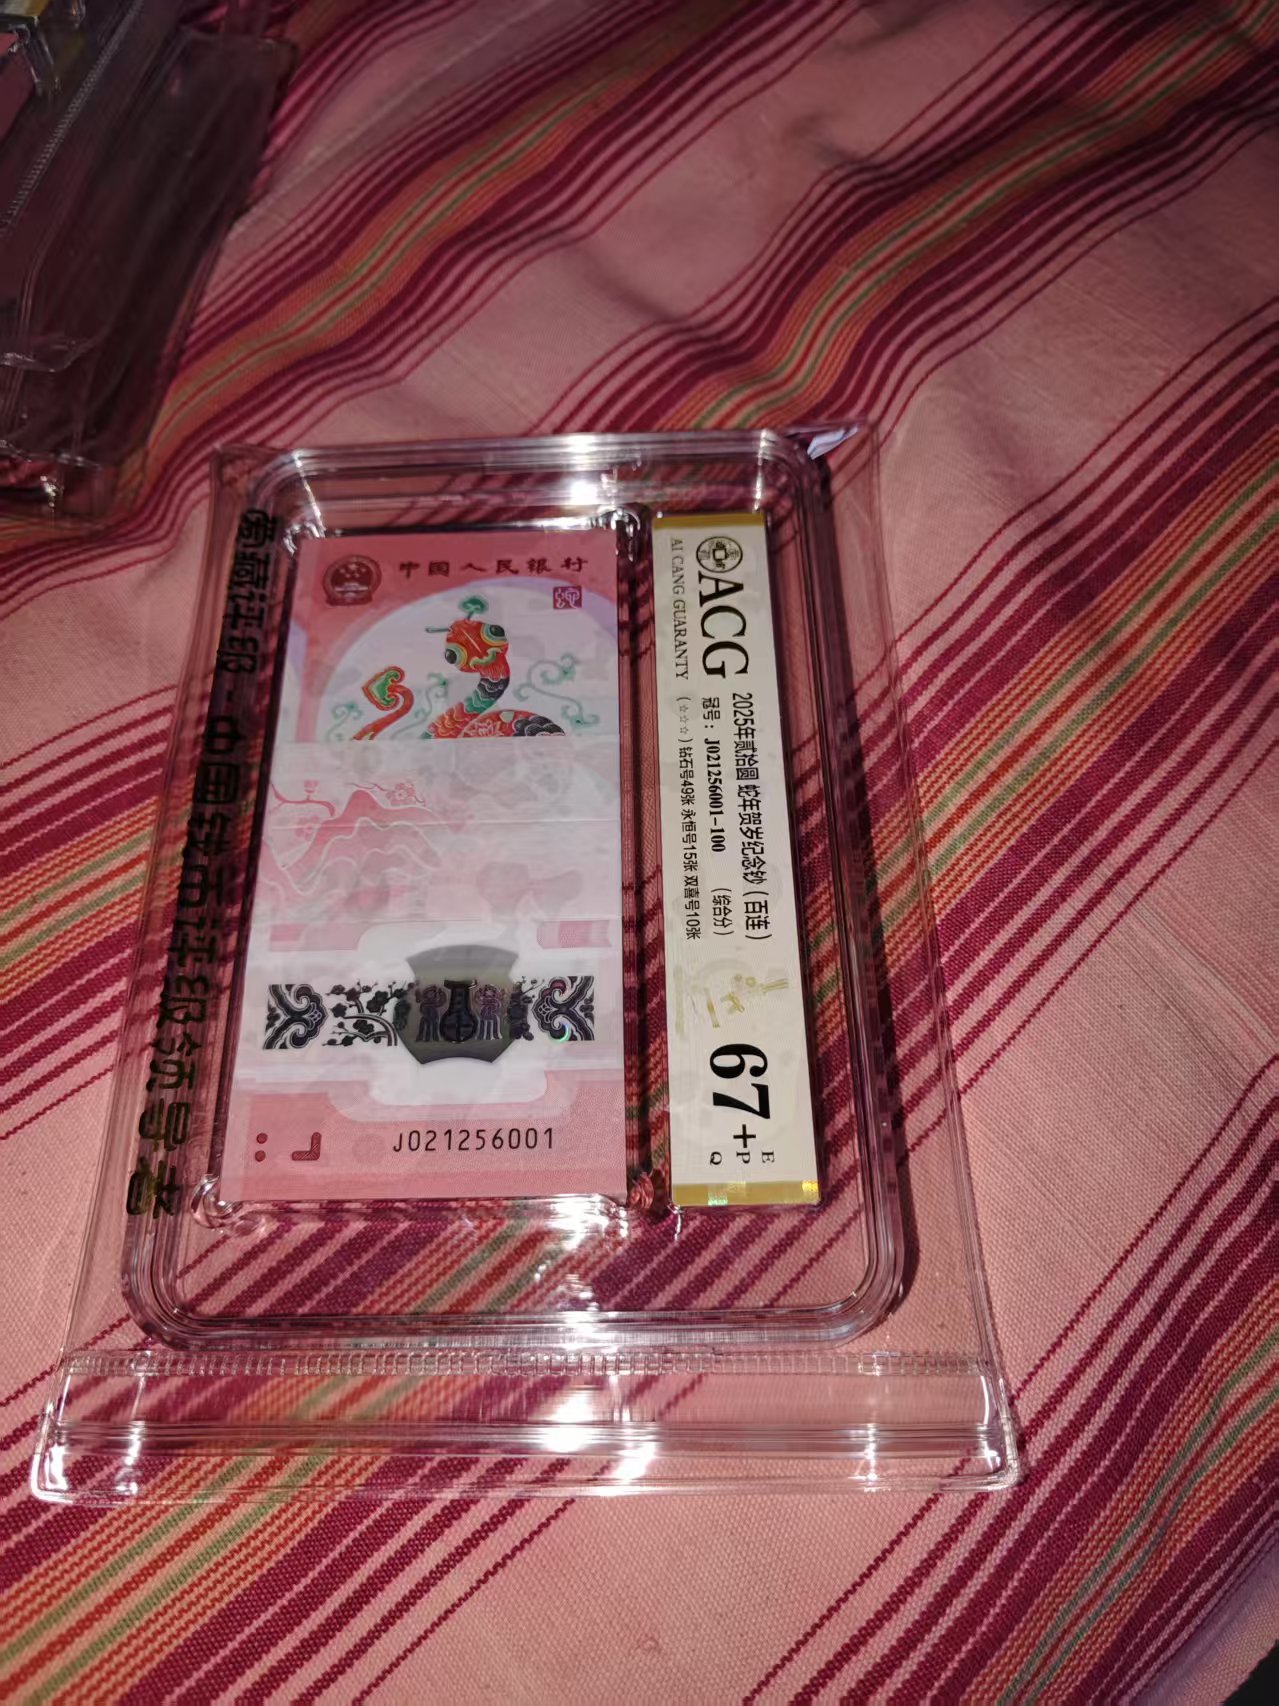 中国人民银行
J021256001
ACG
AI CANG GUARANTY
2025年贰拾圆 蛇年贺岁纪念钞（百连）
冠号：J021256001-100 （综合分）
（☆☆☆）钻石号49张 永恒号15张 双喜号10张
67+
E
P
Q
爱藏评级-中国钱币评级领导者